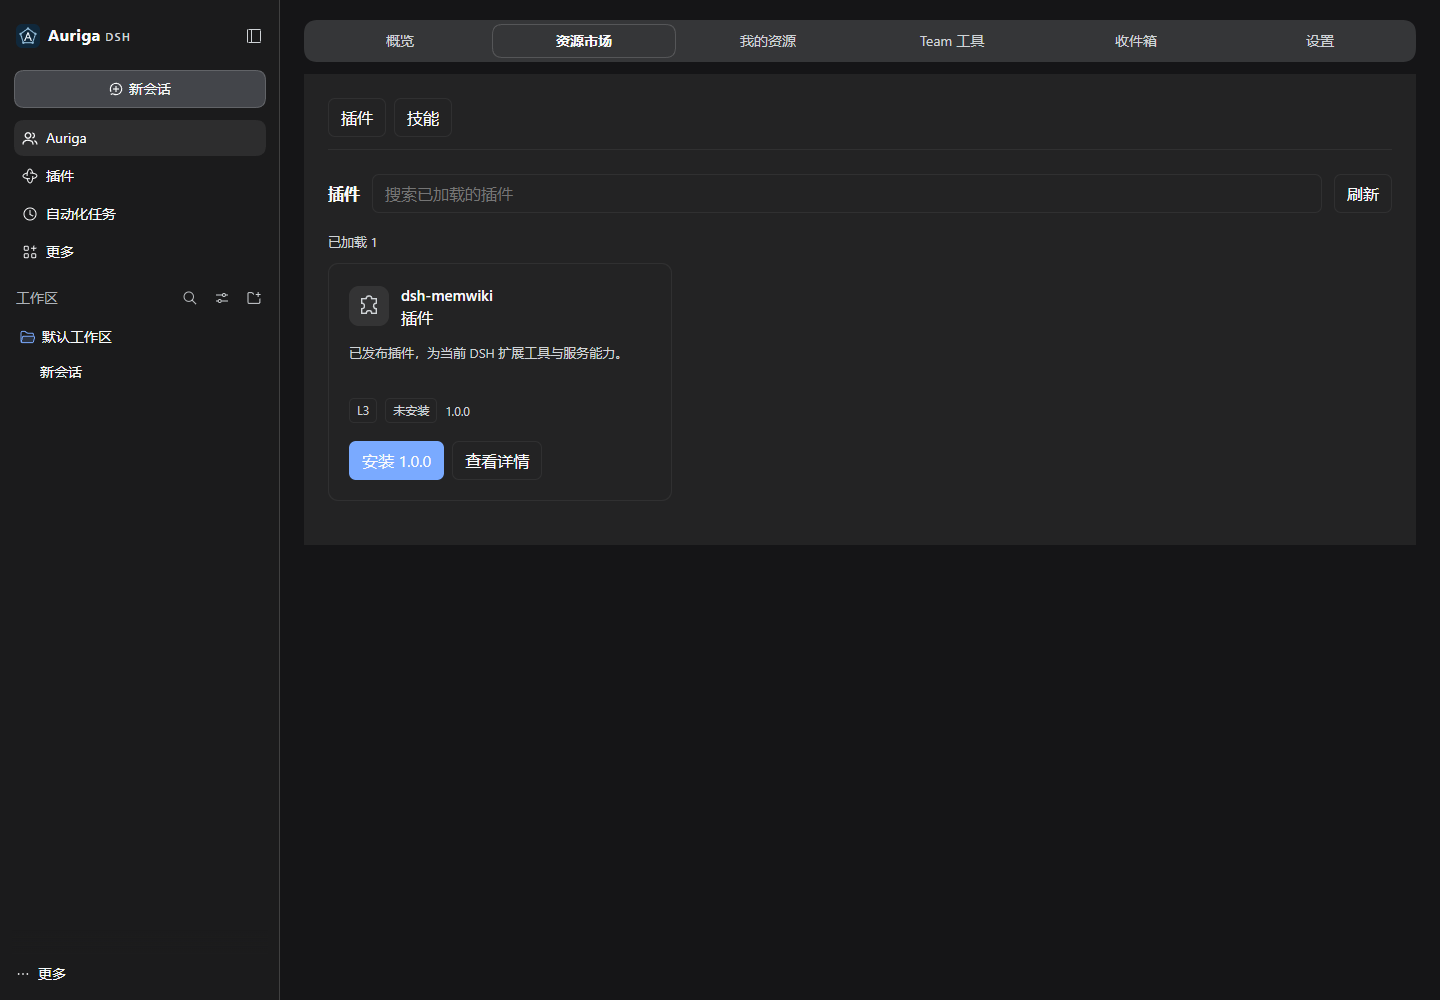 Auriga DSH
新会话
Auriga
插件
自动化任务
更多
工作区
默认工作区
新会话
更多
概览 资源市场 我的资源 Team 工具 收件箱 设置
插件 技能
插件 搜索已加载的插件 刷新
已加载 1
dsh-memwiki
插件
已发布插件，为当前 DSH 扩展工具与服务能力。
L3 未安装 1.0.0
安装 1.0.0 查看详情